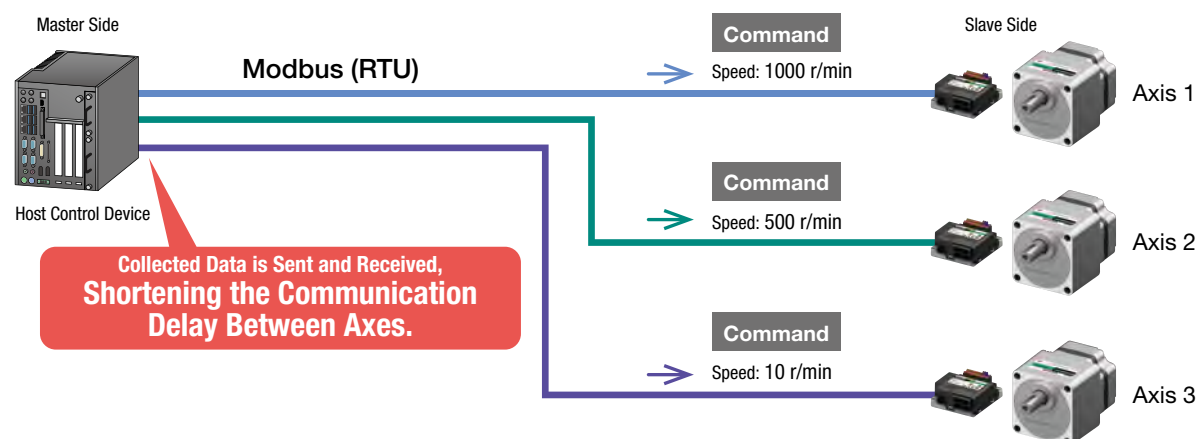 Master Side
Command
Slave Side
Modbus (RTU)
Speed: 1000 r/min
Axis 1
Command
Host Control Device
Speed: 500 r/min
Axis 2
Collected Data is Sent and Received,
Shortening the Communication
Delay Between Axes.
Command
Speed: 10 r/min
Axis 3